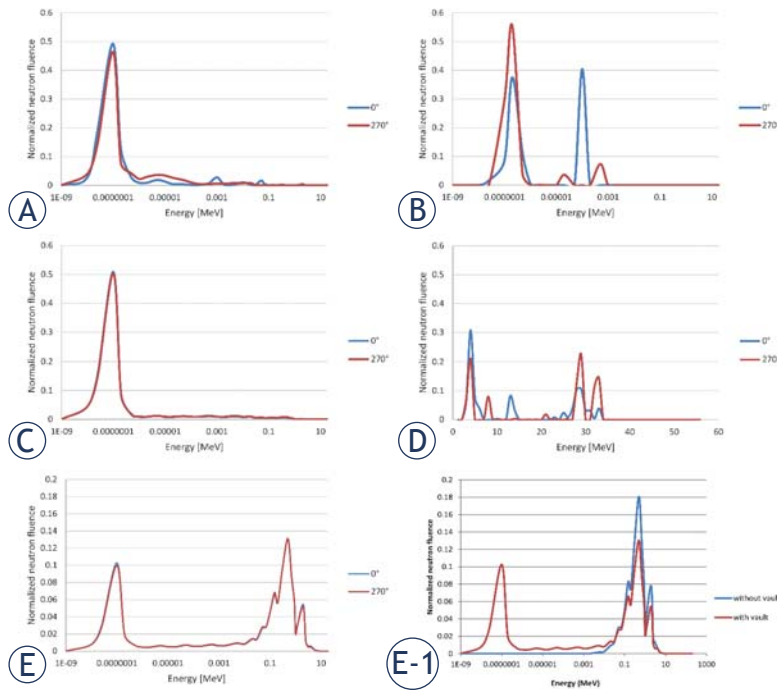 0.6
0.5
0.4
0.3
0.2
0.1
0
Normalized neutron fluence
1E-09 0.0000001 0.00001 0.001 0.1 10
Energy [MeV]
0°
270°
A
0.6
0.5
0.4
0.3
0.2
0.1
0
Normalized neutron fluence
1E-09 0.0000001 0.00001 0.001 0.1 10
Energy [MeV]
0°
270°
B
0.6
0.5
0.4
0.3
0.2
0.1
0
Normalized neutron fluence
1E-09 0.0000001 0.00001 0.001 0.1 10
Energy [MeV]
0°
270°
C
0.6
0.5
0.4
0.3
0.2
0.1
0
Normalized neutron fluence
0 10 20 30 40 50 60
Energy [MeV]
0°
270°
D
0.2
0.18
0.16
0.14
0.12
0.1
0.08
0.06
0.04
0.02
0
Normalized neutron fluence
1E-09 0.0000001 0.00001 0.001 0.1 10
Energy [MeV]
0°
270°
E
0.2
0.18
0.16
0.14
0.12
0.1
0.08
0.06
0.04
0.02
0
Normalized neutron fluence
1E-09 0.0000001 0.00001 0.001 0.1 10 1000
Energy [MeV]
without vault
with vault
E-1